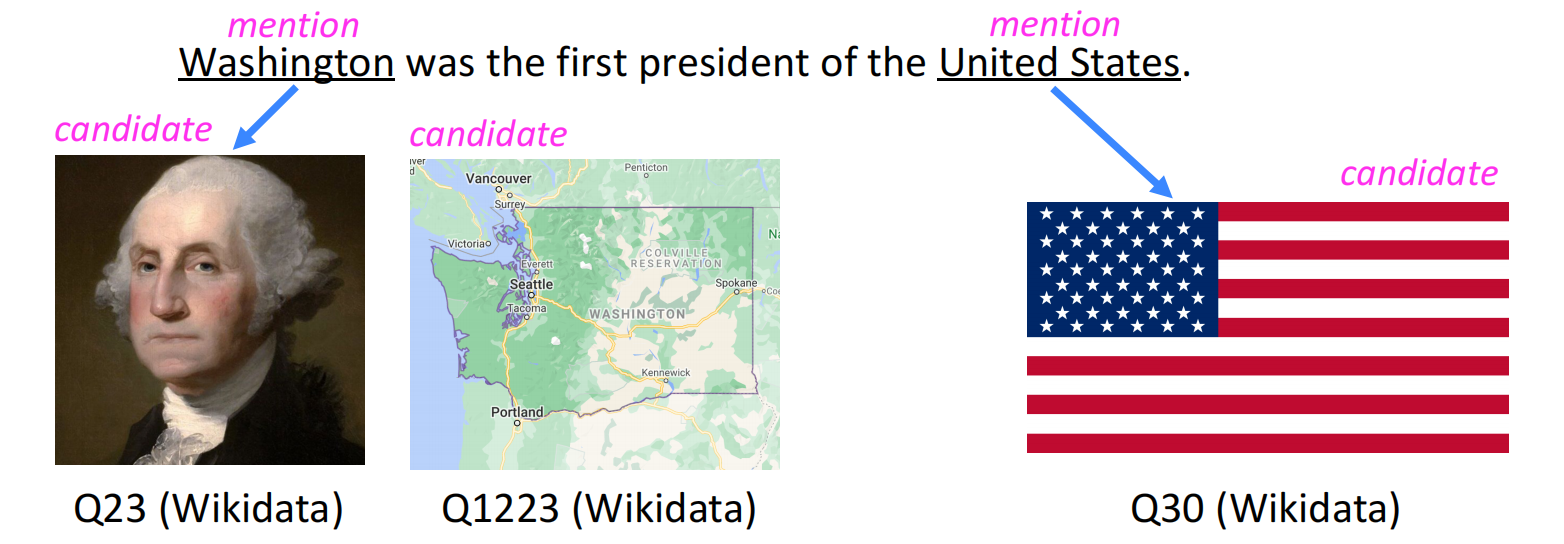 mention mention
Washington was the first president of the United States.
candidate candidate candidate
Penticton
Vancouver
Surrey
Victoria
COLVILLE
RESERVATION
Everett
Seattle
Spokane
Tacoma
WASHINGTON
Kennewick
Portland
Q23 (Wikidata) Q1223 (Wikidata) Q30 (Wikidata)